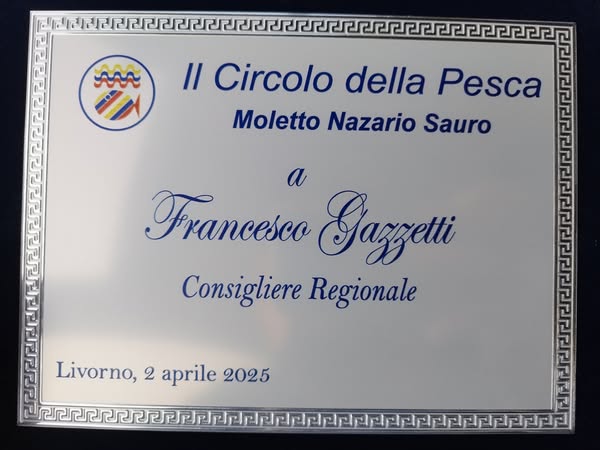 Il Circolo della Pesca
Moletto Nazario Sauro
a
Francesco Gazzetti
Consigliere Regionale
Livorno, 2 aprile 2025